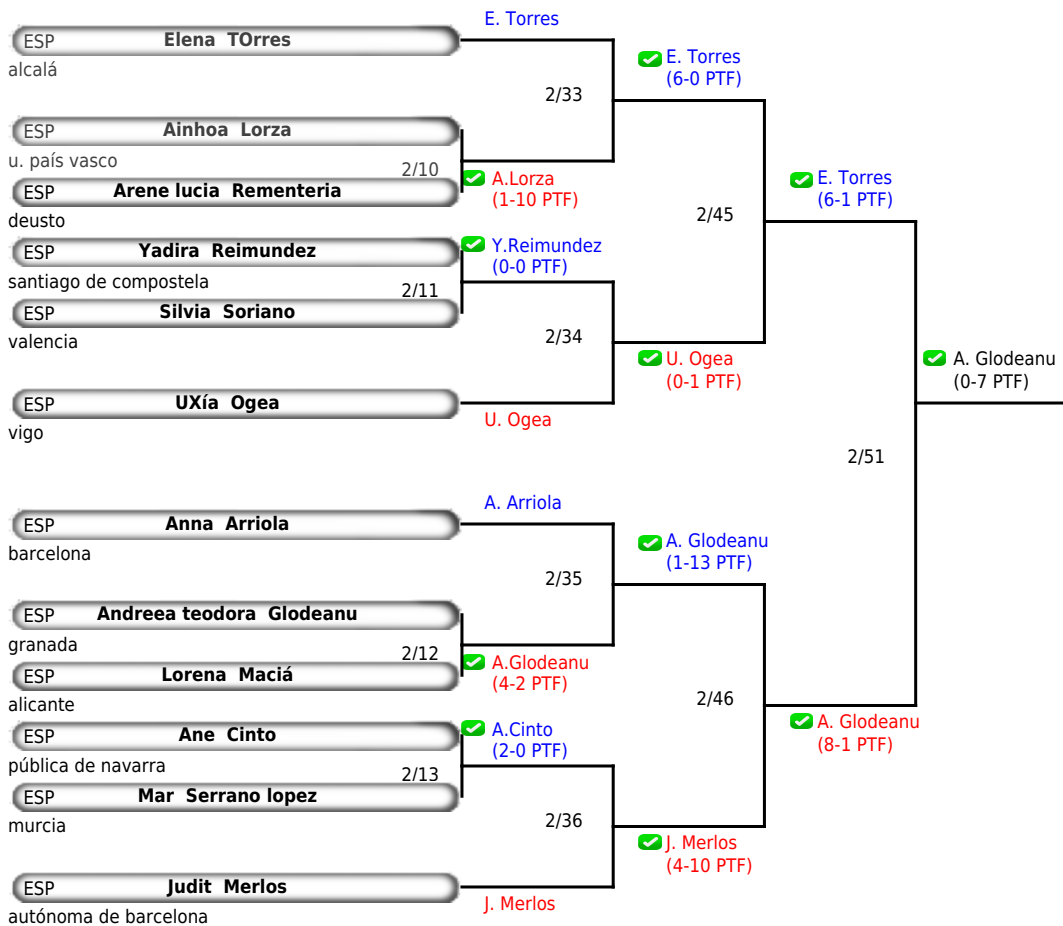 E. Torres
ESP Elena TOrres
alcalá
E. Torres
(6-0 PTF)
2/33
ESP Ainhoa Lorza
u. país vasco
2/10
A.Lorza
(1-10 PTF)
ESP Arene lucia Rementeria
deusto
E. Torres
(6-1 PTF)
2/45
ESP Yadira Reimundez
Y.Reimundez
(0-0 PTF)
santiago de compostela
2/11
ESP Silvia Soriano
valencia
2/34
U. Ogea
(0-1 PTF)
A. Glodeanu
(0-7 PTF)
ESP UXía Ogea
U. Ogea
vigo
2/51
A. Arriola
ESP Anna Arriola
barcelona
A. Glodeanu
(1-13 PTF)
2/35
ESP Andreea teodora Glodeanu
granada
2/12
A.Glodeanu
(4-2 PTF)
ESP Lorena Maciá
alicante
2/46
A. Glodeanu
(8-1 PTF)
ESP Ane Cinto
A.Cinto
(2-0 PTF)
pública de navarra
2/13
ESP Mar Serrano lopez
murcia
2/36
J. Merlos
(4-10 PTF)
ESP Judit Merlos
J. Merlos
autónoma de barcelona